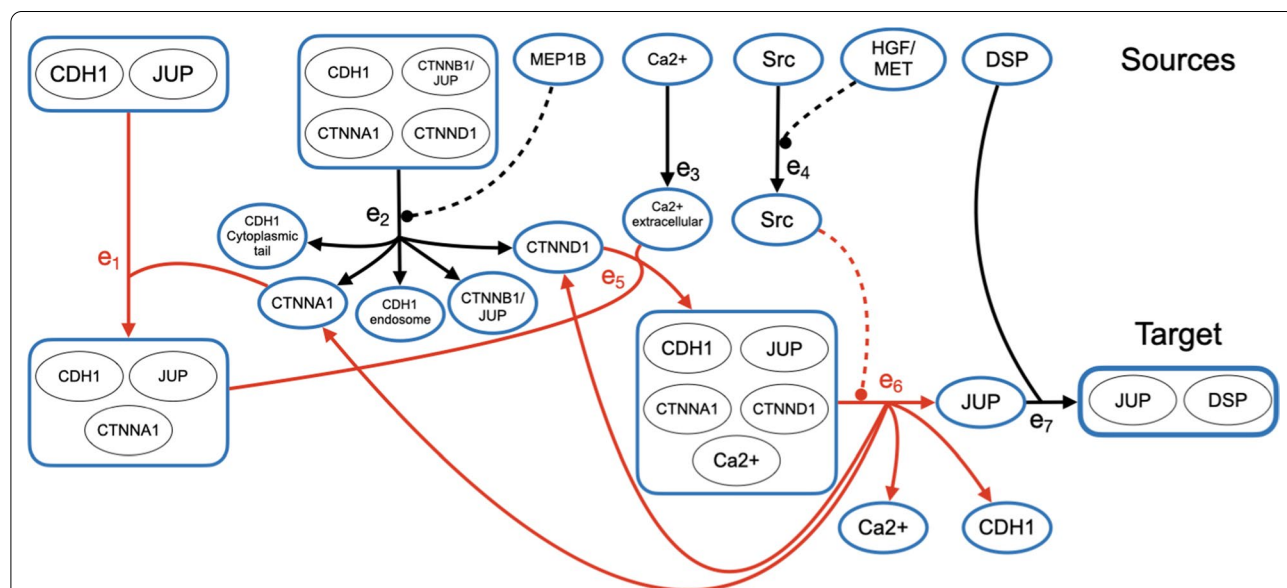 CDH1
JUP
CDH1
CTNNB1/
JUP
CTNNA1
CTNND1
MEP1B
Ca2+
Src
HGF/
MET
DSP
Sources
e3
e4
e2
Ca2+
extracellular
Src
CDH1
Cytoplasmic
tail
CTNND1
e1
e5
CTNNA1
CDH1
endosome
CTNNB1/
JUP
CDH1
JUP
CTNNA1
CDH1
JUP
CTNNA1
CTNND1
Ca2+
e6
JUP
e7
Target
JUP
DSP
Ca2+
CDH1